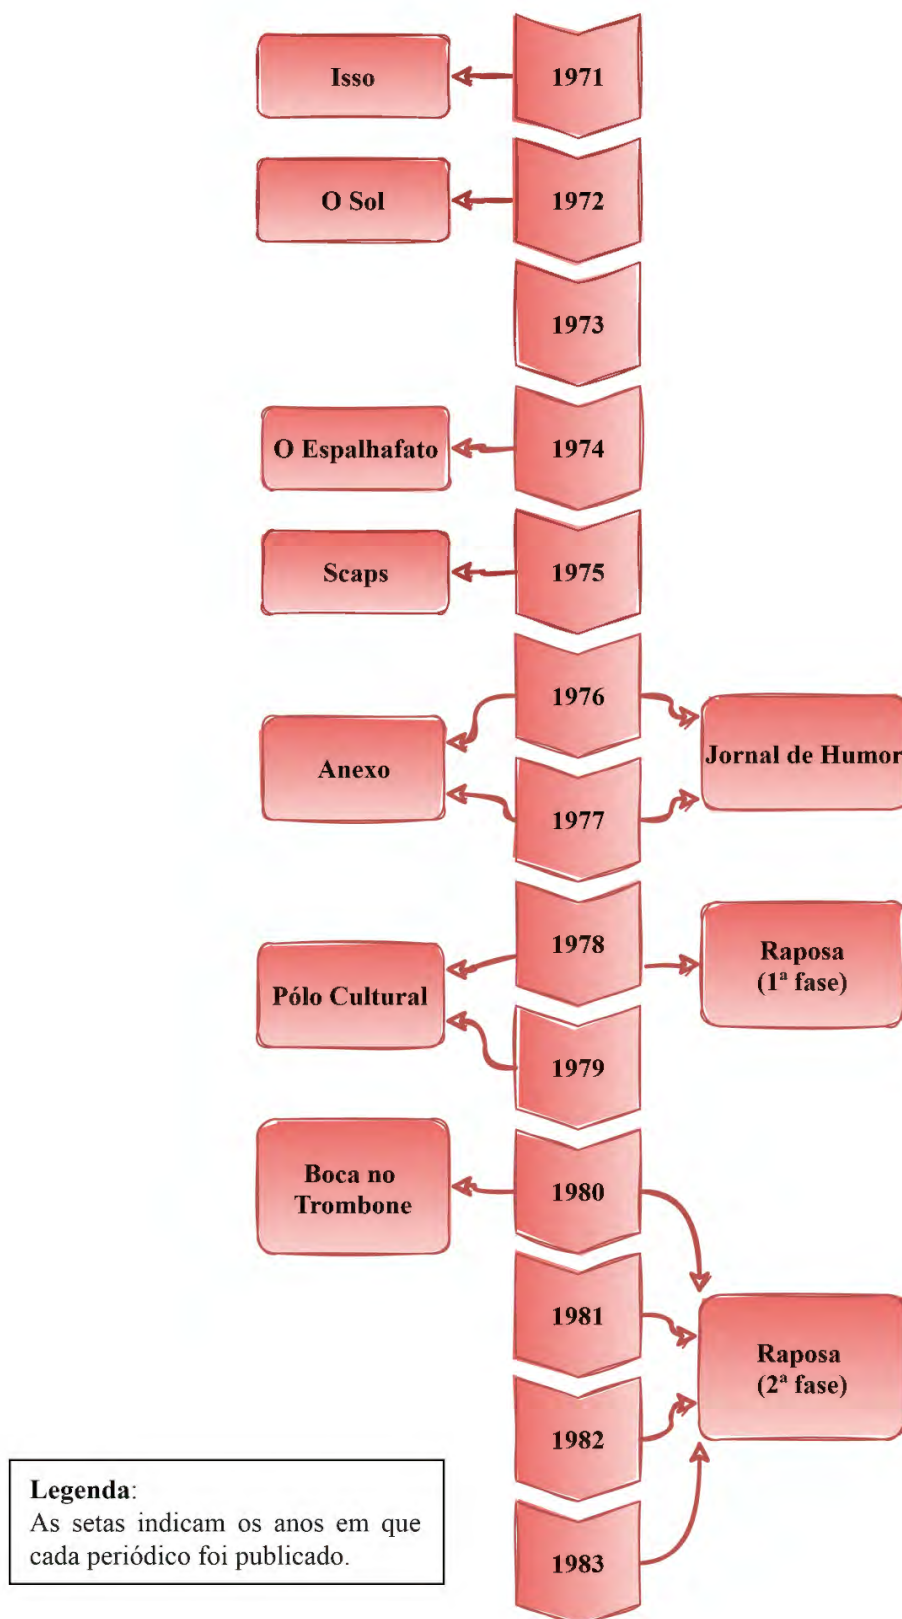 Isso
1971
O Sol
1972
1973
O Espalhafato
1974
Scaps
1975
1976
Anexo
Jornal de Humor
1977
1978
Raposa
(1ª fase)
Pólo Cultural
1979
Boca no
Trombone
1980
1981
Raposa
(2ª fase)
1982
Legenda:
As setas indicam os anos em que
cada periódico foi publicado.
1983